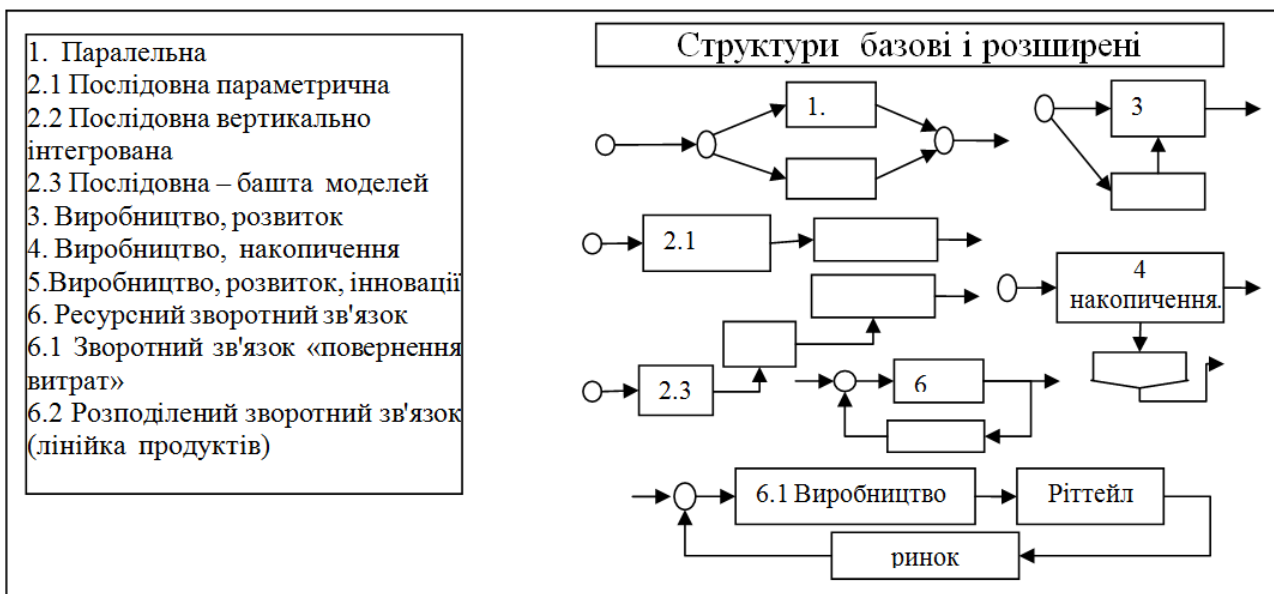 1. Паралельна
2.1 Послідовна параметрична
2.2 Послідовна вертикально
інтегрована
2.3 Послідовна – башта моделей
3. Виробництво, розвиток
4. Виробництво, накопичення
5.Виробництво, розвиток, інновації
6. Ресурсний зворотний зв'язок
6.1 Зворотний зв'язок «повернення
витрат»
6.2 Розподілений зворотний зв'язок
(лінійка продуктів)
Структури базові і розширені
1.
3
2.1
4
накопичення.
2.3
6
6.1 Виробництво
Ріттейл
ринок